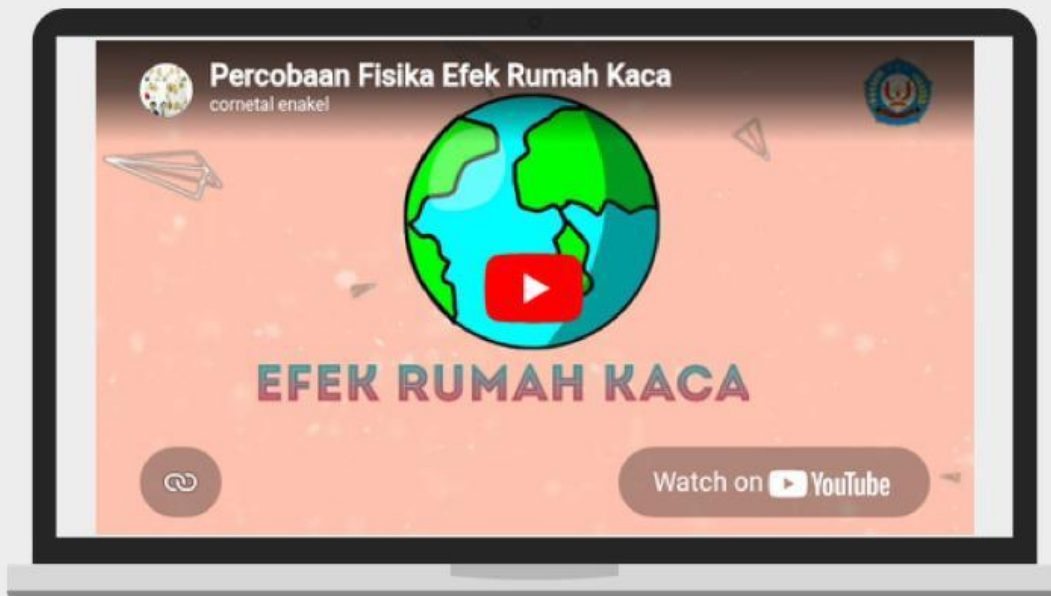 Percobaan Fisika Efek Rumah Kaca
cornetal enakel
EFEK RUMAH KACA
Watch on YouTube